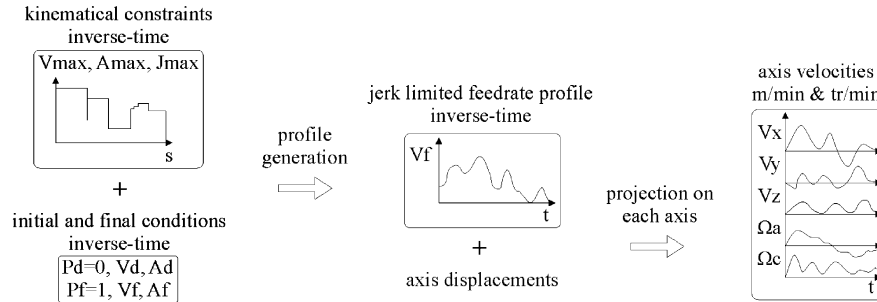 kinematical constraints
inverse-time
Vmax, Amax, Jmax
s
+
initial and final conditions
inverse-time
Pd=0, Vd, Ad
Pf=1, Vf, Af
profile
generation
jerk limited feedrate profile
inverse-time
Vf
t
+
axis displacements
projection on
each axis
axis velocities
m/min & tr/min
Vx
Vy
Vz
Ωa
Ωc
t